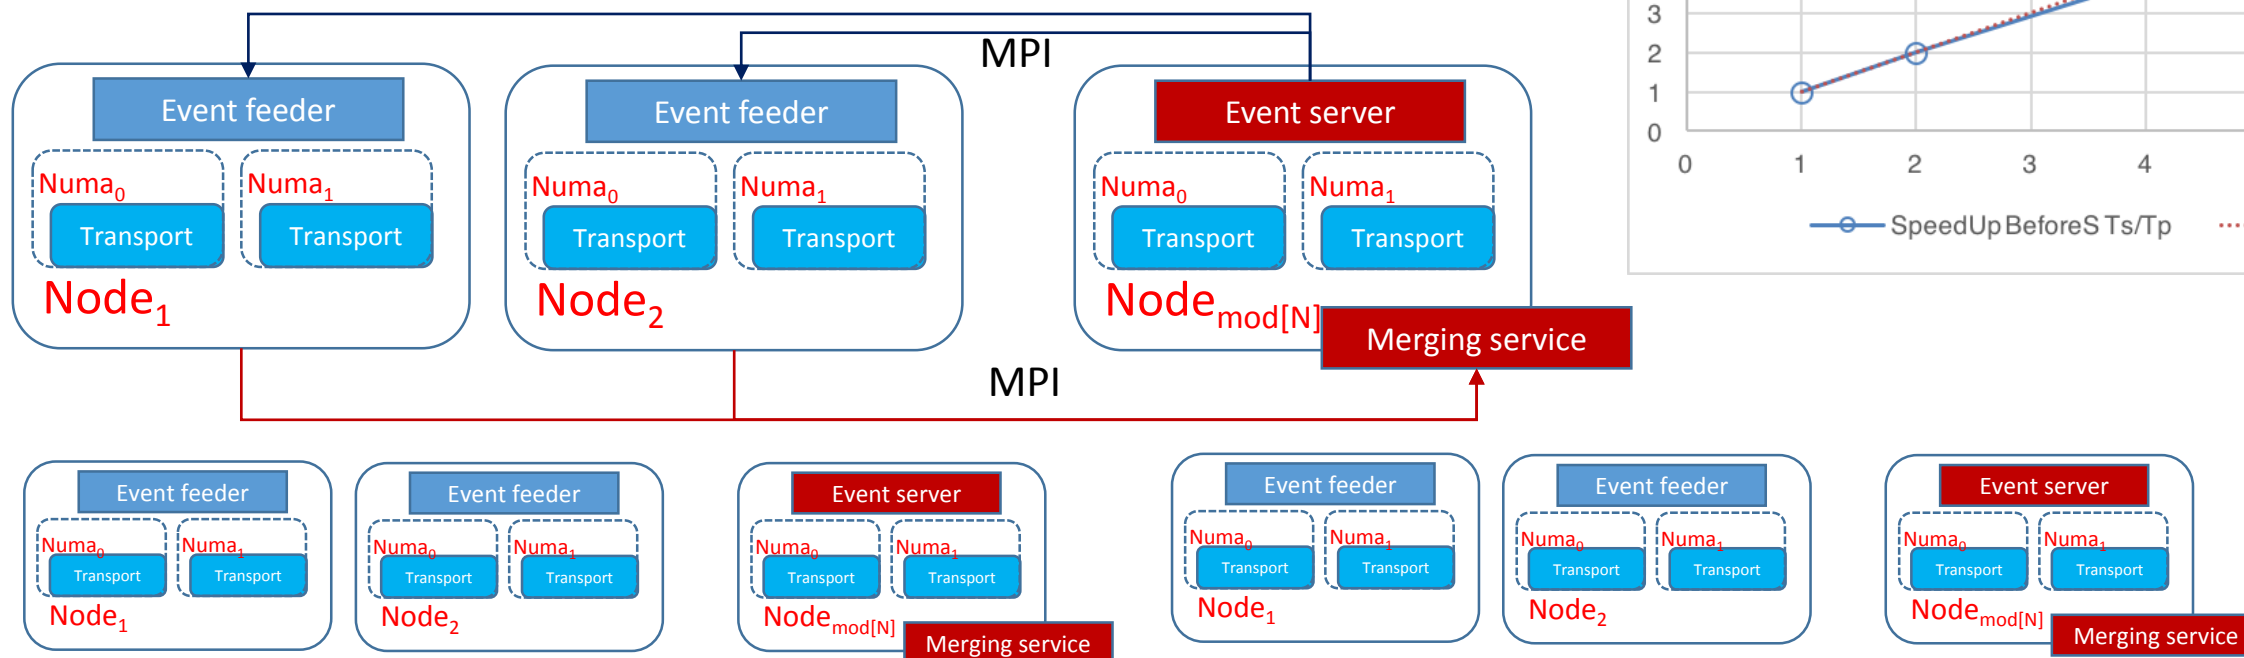 MPI
Event feeder
Numa0
Numa1
Transport
Transport
Node1
Event feeder
Numa0
Numa1
Transport
Transport
Node2
Event server
Numa0
Numa1
Transport
Transport
Nodemod[N]
Merging service
MPI
3
2
1
0
0
1
2
3
4
SpeedUp BeforeS Ts/Tp
Event feeder
Numa0
Numa1
Transport
Transport
Node1
Event feeder
Numa0
Numa1
Transport
Transport
Node2
Event server
Numa0
Numa1
Transport
Transport
Nodemod[N]
Merging service
Event feeder
Numa0
Numa1
Transport
Transport
Node1
Event feeder
Numa0
Numa1
Transport
Transport
Node2
Event server
Numa0
Numa1
Transport
Transport
Nodemod[N]
Merging service